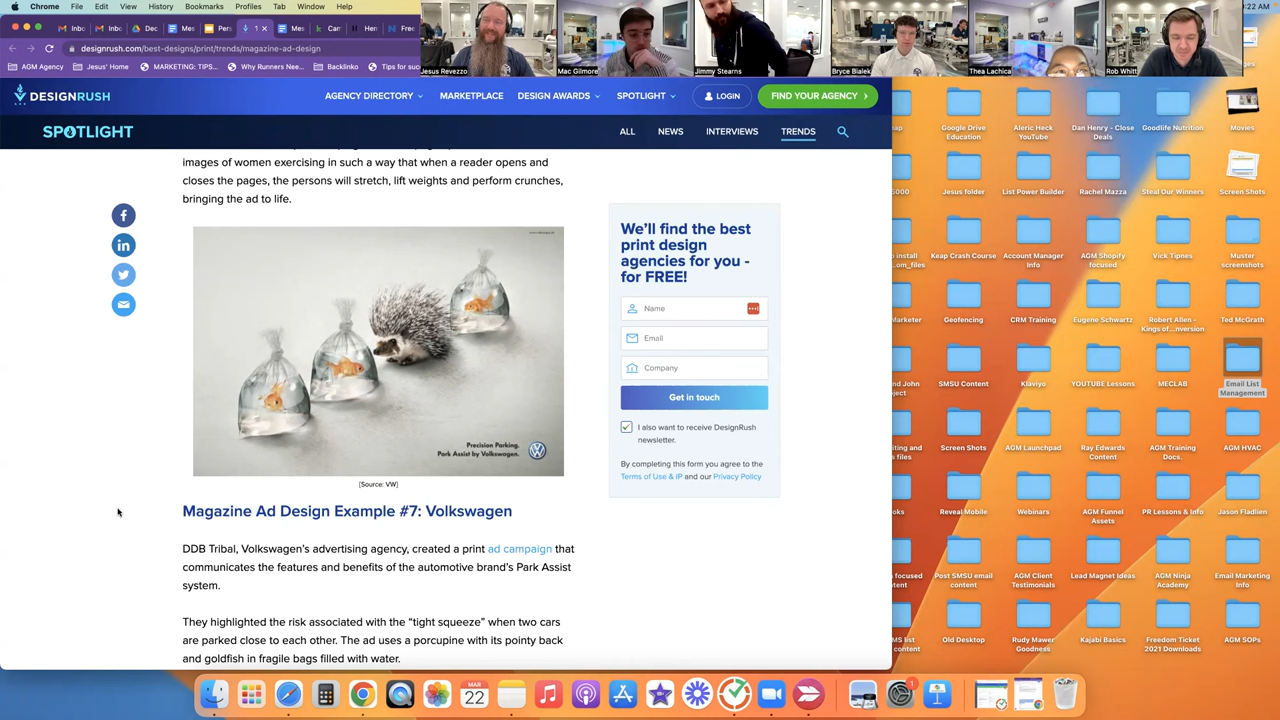 Chrome File Edit View History Bookmarks Profiles Tab Window Help
:22 AM
designrush.com/best-designs/print/trends/magazine-ad-design
AGM Agency Jesus' Home MARKETING: TIPS... Why Runners Nee... Backlinko Tips for suc
Jesus Revezzo Mac Gilmore Jimmy Stearns Bryce Bialek Thea Lachica Rob Whitt
DESIGNRUSH AGENCY DIRECTORY MARKETPLACE DESIGN AWARDS SPOTLIGHT LOGIN FIND YOUR AGENCY
SPOTLIGHT ALL NEWS INTERVIEWS TRENDS
images of women exercising in such a way that when a reader opens and
closes the pages, the persons will stretch, lift weights and perform crunches,
bringing the ad to life.
Precision Parking.
Park Assist by Volkswagen.
[Source: VW]
Magazine Ad Design Example #7: Volkswagen
DDB Tribal, Volkswagen's advertising agency, created a print ad campaign that
communicates the features and benefits of the automotive brand's Park Assist
system.
They highlighted the risk associated with the “tight squeeze” when two cars
are parked close to each other. The ad uses a porcupine with its pointy back
and goldfish in fragile bags filled with water.
We'll find the best
print design
agencies for you -
for FREE!
Name
Email
Company
Get in touch
I also want to receive DesignRush
newsletter.
By completing this form you agree to the
Terms of Use & IP and our Privacy Policy
Google Drive Education
Aleric Heck YouTube
Dan Henry - Close Deals
Goodlife Nutrition
Movies
Jesus folder
List Power Builder
Rachel Mazza
Steal Our Winners
Screen Shots
Keap Crash Course
Account Manager Info
AGM Shopify focused
Vick Tipnes
Muster screenshots
Geofencing
CRM Training
Eugene Schwartz
Robert Allen - Kings of...nversion
Ted McGrath
SMSU Content
Klaviyo
YOUTUBE Lessons
MECLAB
Email List Management
Screen Shots
AGM Launchpad
Ray Edwards Content
AGM Training Docs.
AGM HVAC
Reveal Mobile
Webinars
AGM Funnel Assets
PR Lessons & Info
Jason Fladlien
Post SMSU email content
AGM Client Testimonials
Lead Magnet Ideas
AGM Ninja Academy
Email Marketing Info
Old Desktop
Rudy Mawer Goodness
Kajabi Basics
Freedom Ticket 2021 Downloads
AGM SOPs
MAR
22